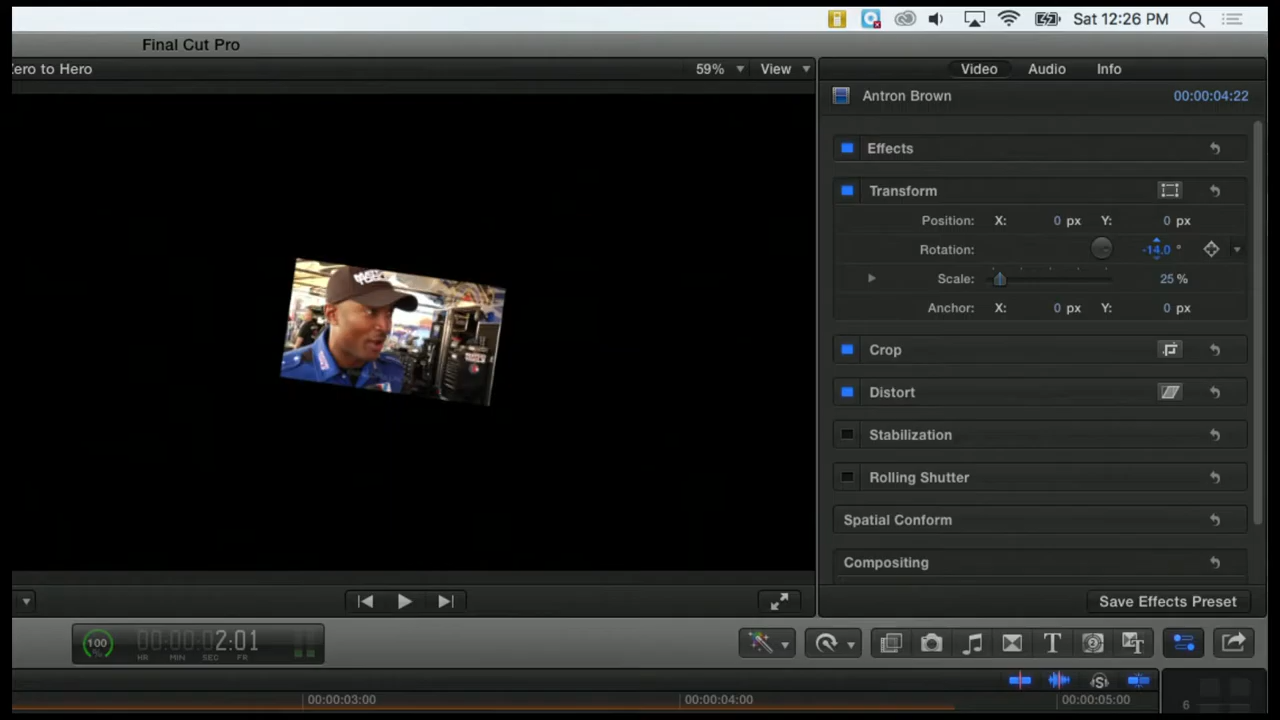 Sat 12:26 PM
Final Cut Pro
Zero to Hero
59%
View
Video
Audio
Info
Antron Brown
00:00:04:22
Effects
Transform
Position: X: 0 px Y: 0 px
Rotation: -14.0 °
Scale: 25 %
Anchor: X: 0 px Y: 0 px
Crop
Distort
Stabilization
Rolling Shutter
Spatial Conform
Compositing
Save Effects Preset
100 %
00:00:02:01
HR MIN SEC FR
T
2
T
S
00:00:03:00
00:00:04:00
00:00:05:00
6